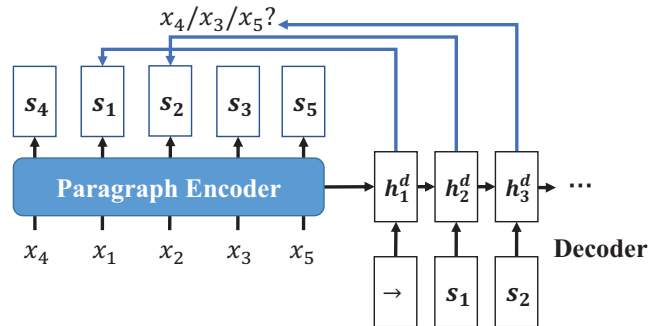 x₄/x₃/x₅?
s₄ s₁ s₂ s₃ s₅
Paragraph Encoder
h₁ᵈ h₂ᵈ h₃ᵈ ...
x₄ x₁ x₂ x₃ x₅
Decoder
→ s₁ s₂